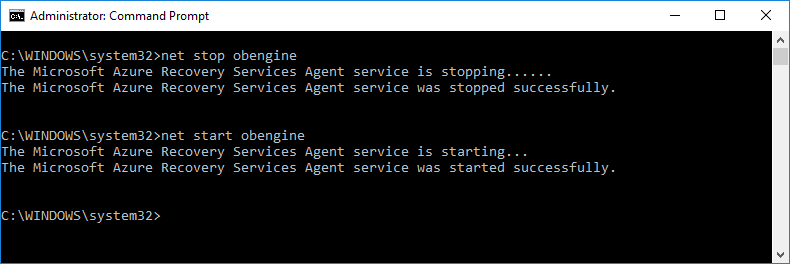 Administrator: Command Prompt
C:\WINDOWS\system32>net stop obengine
The Microsoft Azure Recovery Services Agent service is stopping......
The Microsoft Azure Recovery Services Agent service was stopped successfully.
C:\WINDOWS\system32>net start obengine
The Microsoft Azure Recovery Services Agent service is starting...
The Microsoft Azure Recovery Services Agent service was started successfully.
C:\WINDOWS\system32>